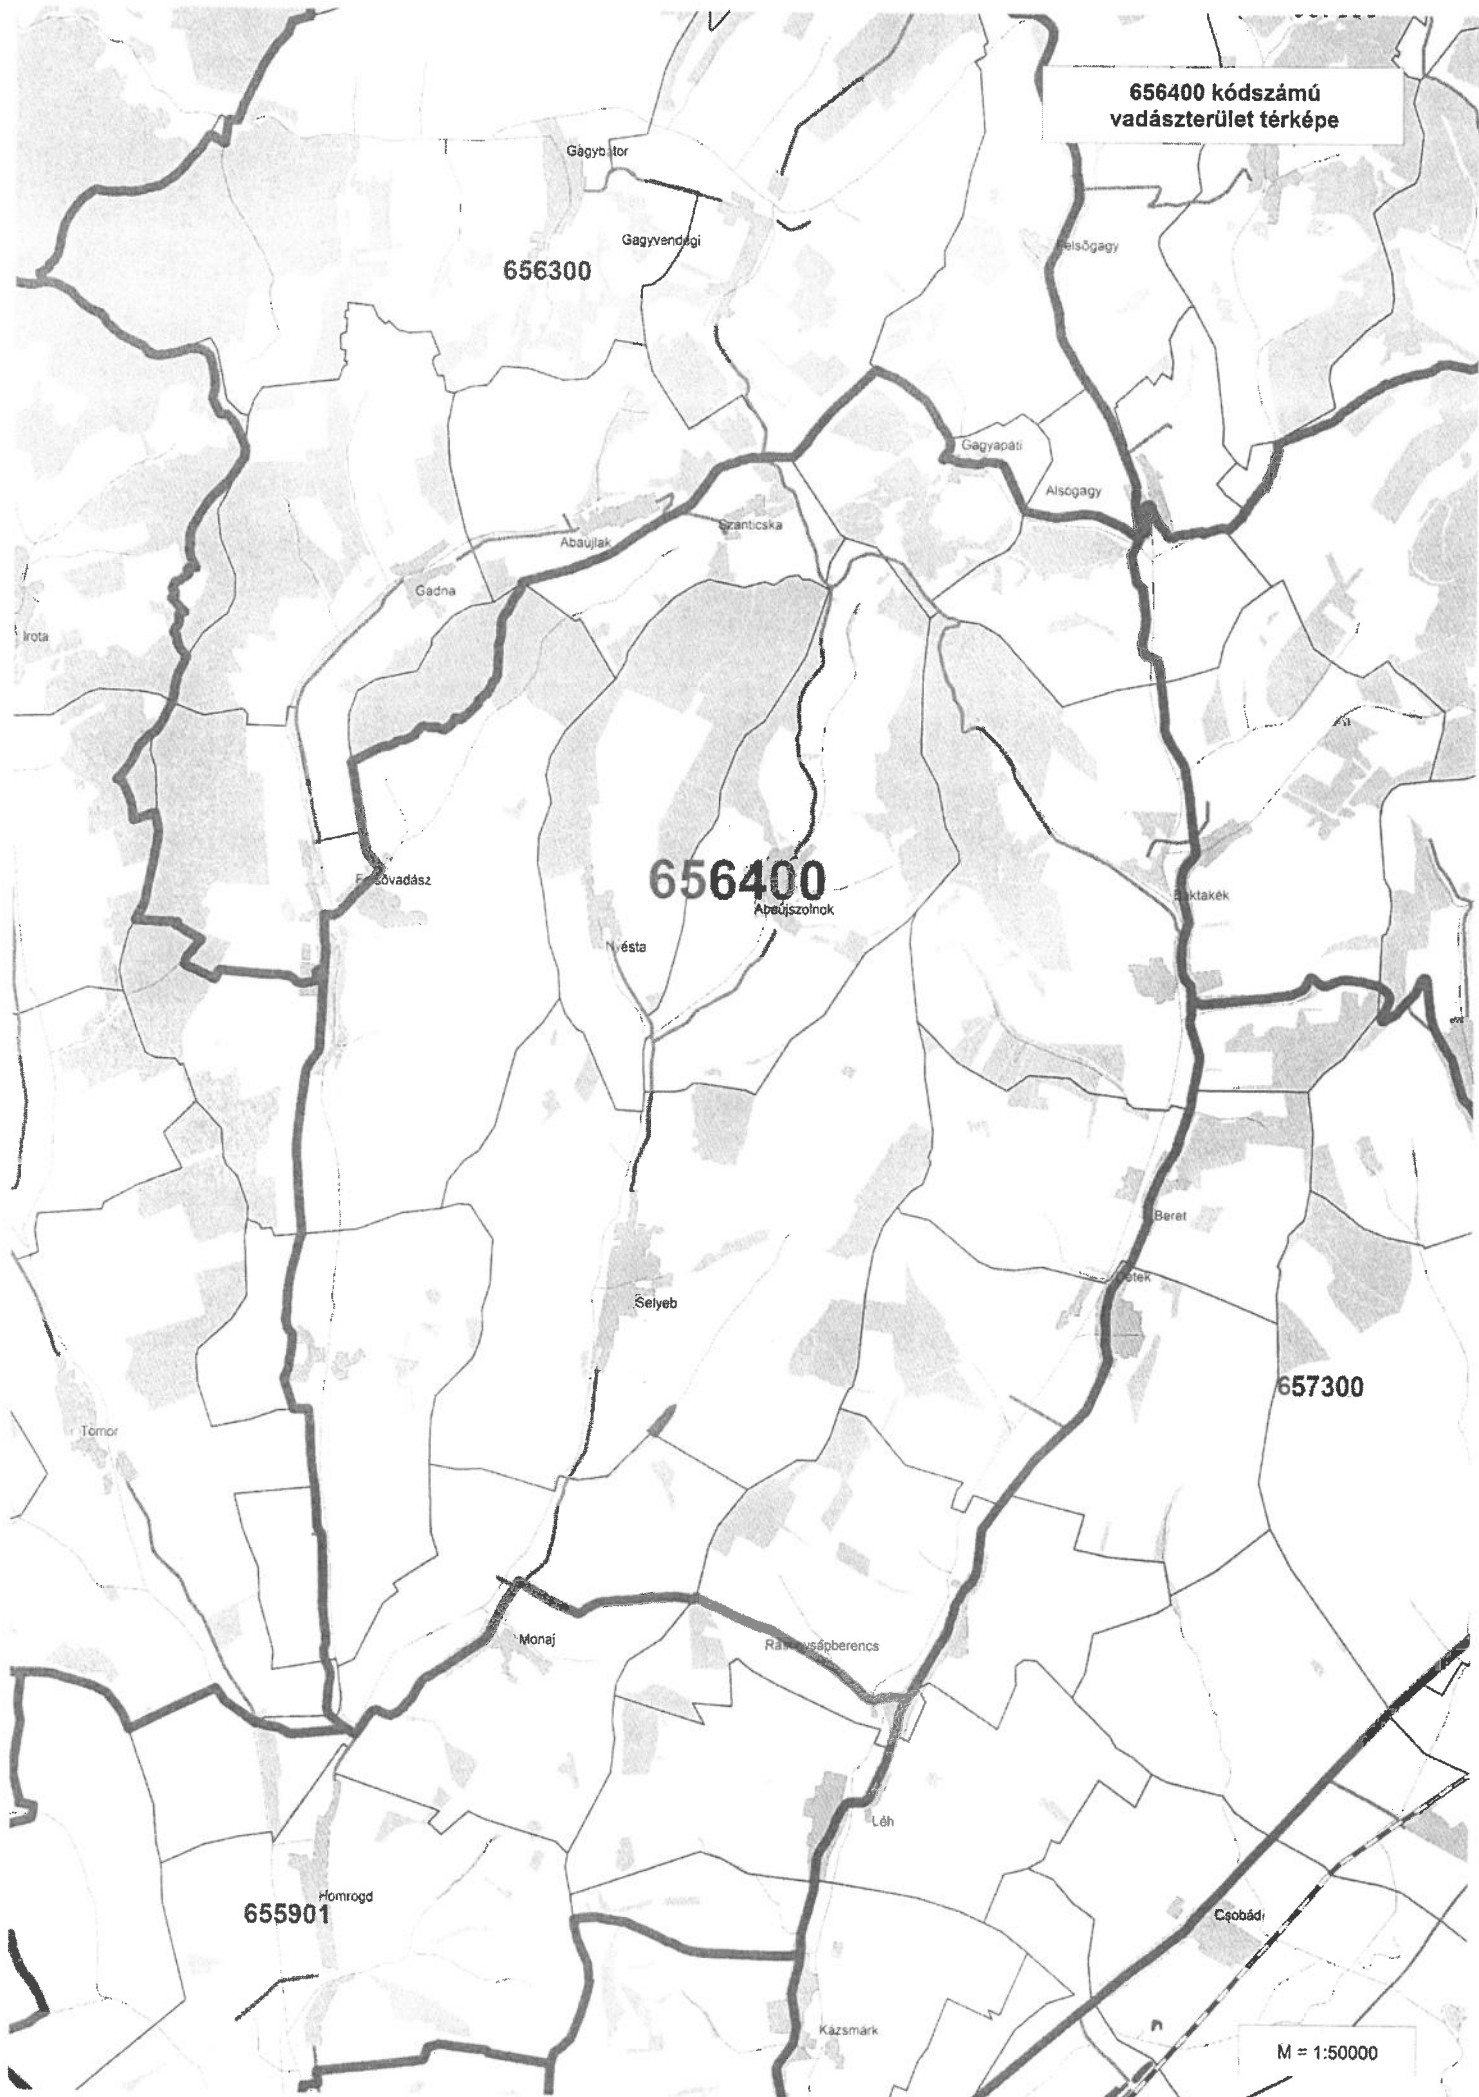 656400 kódszámú
vadászterület térképe
Gagybátor
Gagyvendégi
Felsőgagy
656300
Gagyapáti
Alsógagy
Szanticska
Abaújlak
Gadna
Irota
656400
Felsővadász
Abaújszolnok
Baktakék
Nyésta
Beret
Detek
Selyeb
657300
Tomor
Monaj
Rásonysápberencs
Léh
Homrogd
655901
Csobád
Kázsmárk
M = 1:50000